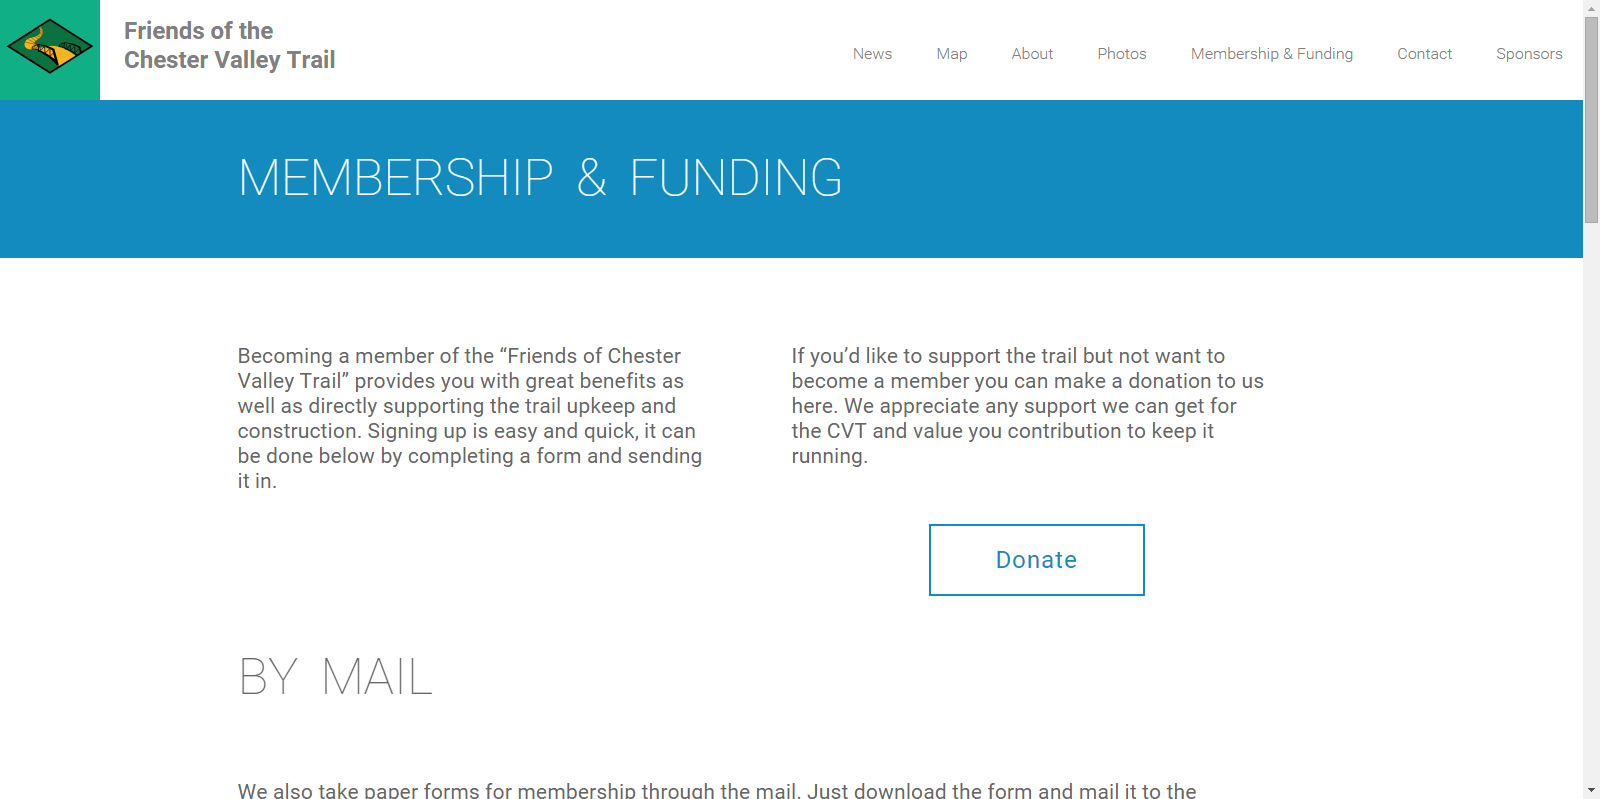 Friends of the
Chester Valley Trail
News Map About Photos Membership & Funding Contact Sponsors
MEMBERSHIP & FUNDING
Becoming a member of the “Friends of Chester
Valley Trail” provides you with great benefits as
well as directly supporting the trail upkeep and
construction. Signing up is easy and quick, it can
be done below by completing a form and sending
it in.
If you’d like to support the trail but not want to
become a member you can make a donation to us
here. We appreciate any support we can get for
the CVT and value you contribution to keep it
running.
Donate
BY MAIL
We also take paper forms for membership through the mail. Just download the form and mail it to the